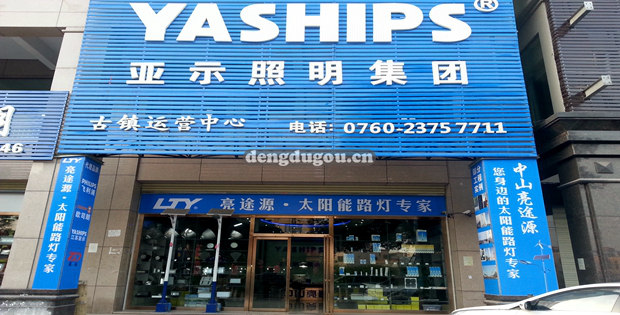 YASHIPS®
亚示照明集团
古镇运营中心 电话: 0760-2375 7711
dengdugou.cn
LTY 亮途源·太阳能路灯专家
LTY
亮途源·太阳能路灯专家
PHILIPS
YASHIPS
中山亮途源
您身边的太阳能路灯专家
46